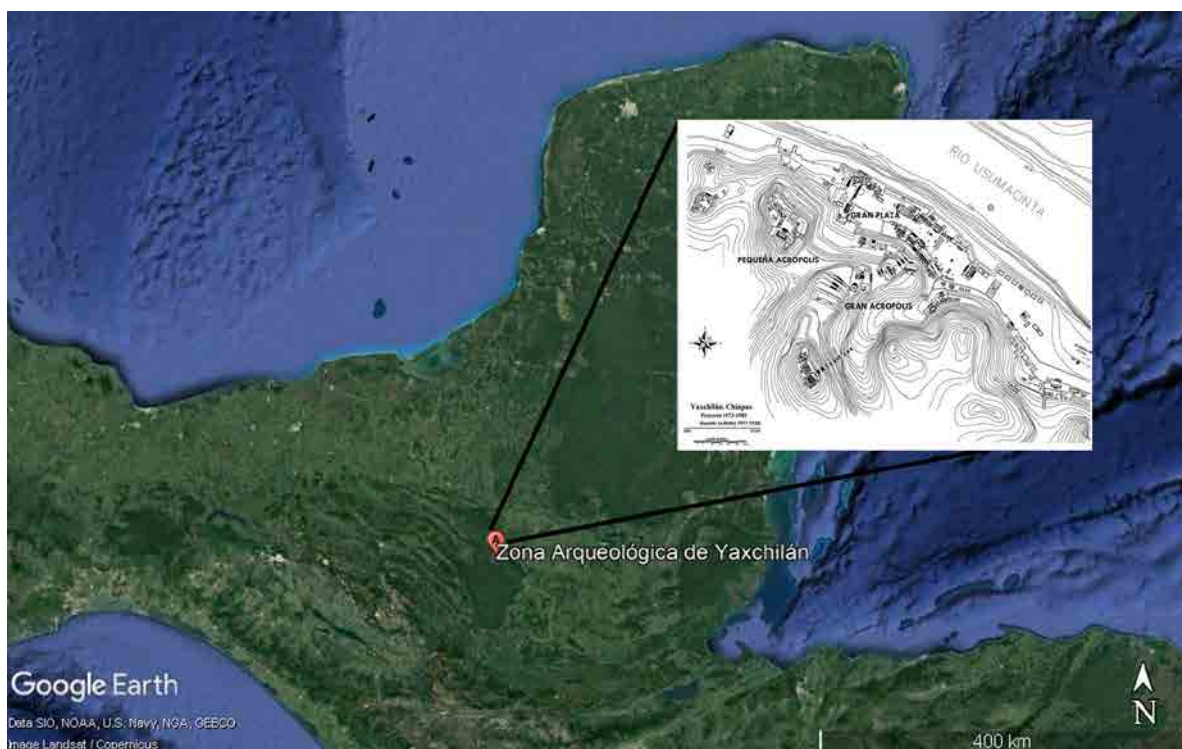 RIO USUMACINTA
GRAN PLAZA
PEQUEÑA ACROPOLIS
GRAN ACROPOLIS
Yaxchilán, Chiapas
Zona Arqueológica de Yaxchilán
Google Earth
Data SIO, NOAA, U.S. Navy, NGA, GEBCO
Image Landsat / Copernicus
N
400 km